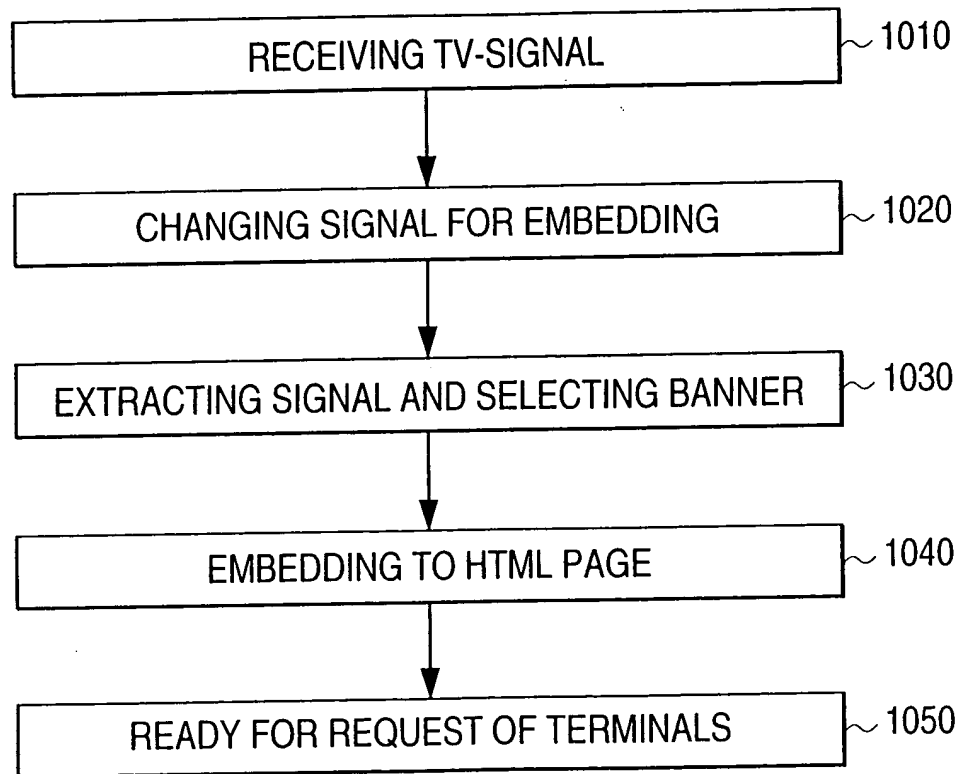 RECEIVING TV-SIGNAL
1010
CHANGING SIGNAL FOR EMBEDDING
1020
EXTRACTING SIGNAL AND SELECTING BANNER
1030
EMBEDDING TO HTML PAGE
1040
READY FOR REQUEST OF TERMINALS
1050